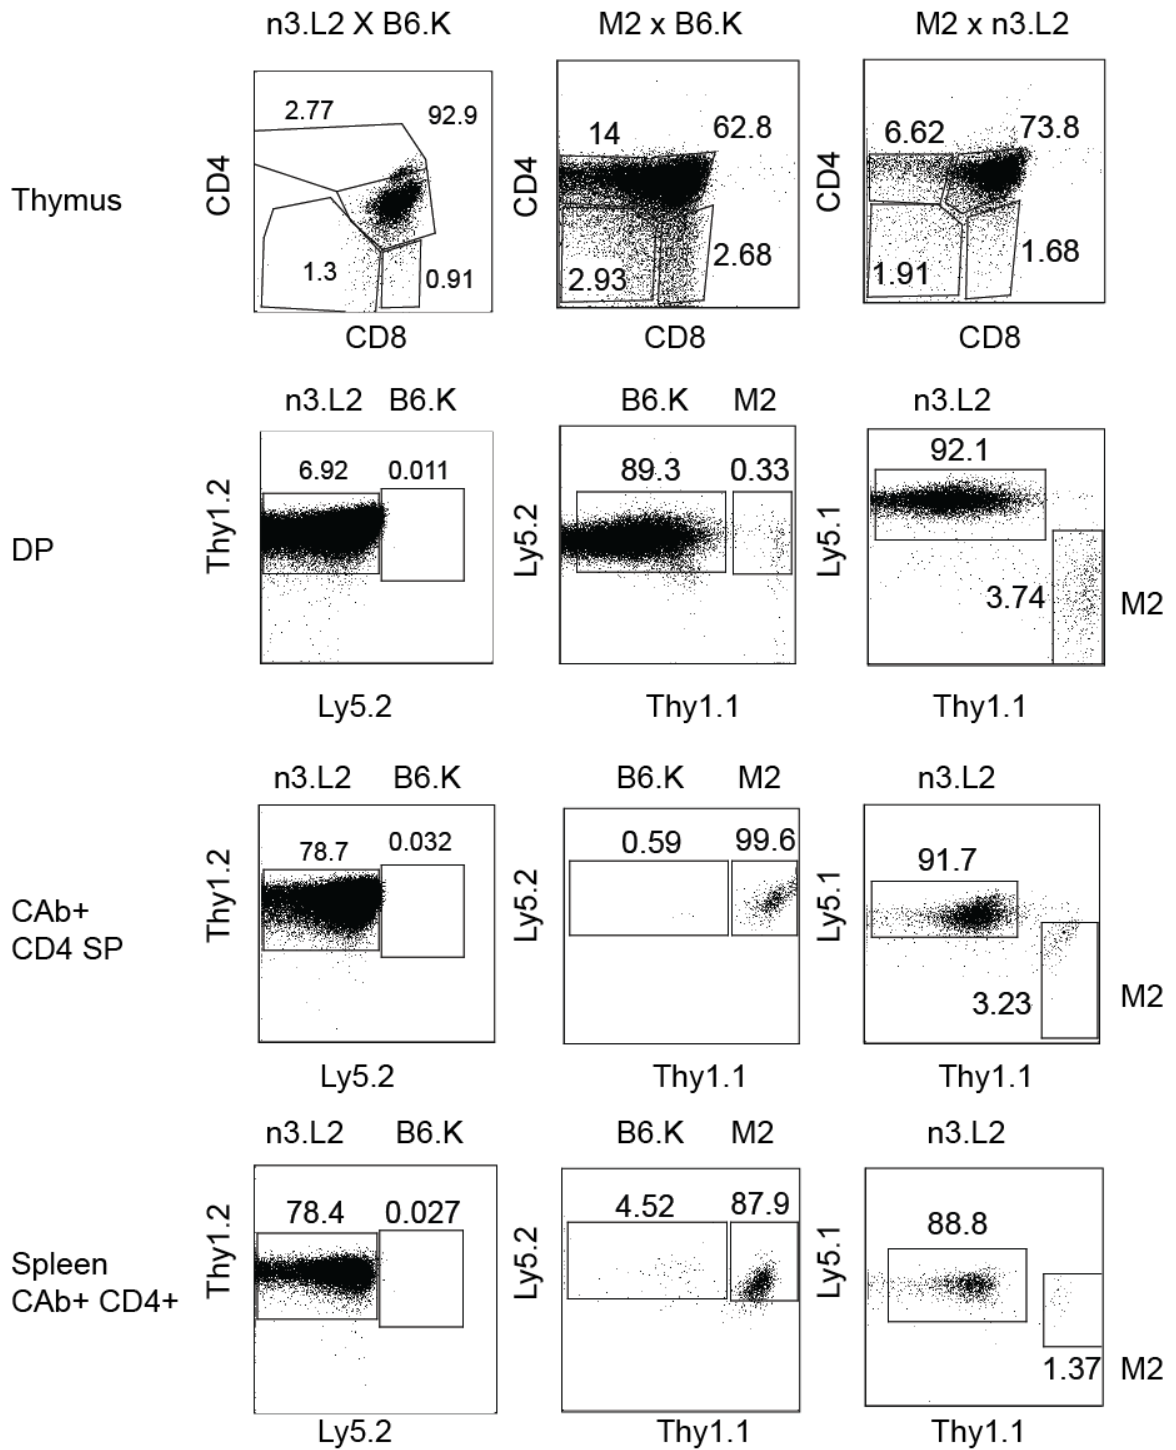 n3.L2 X B6.K
M2 x B6.K
M2 x n3.L2
Thymus
CD4
2.77
92.9
1.3
0.91
CD8
CD4
14
62.8
2.93
2.68
CD8
CD4
6.62
73.8
1.91
1.68
CD8
DP
n3.L2 B6.K
Thy1.2
6.92
0.011
Ly5.2
B6.K M2
Ly5.2
89.3
0.33
Thy1.1
n3.L2
Ly5.1
92.1
3.74
M2
Thy1.1
CAb+
CD4 SP
n3.L2 B6.K
Thy1.2
78.7
0.032
Ly5.2
B6.K M2
Ly5.2
0.59
99.6
Thy1.1
n3.L2
Ly5.1
91.7
3.23
M2
Thy1.1
Spleen
CAb+ CD4+
n3.L2 B6.K
Thy1.2
78.4
0.027
Ly5.2
B6.K M2
Ly5.2
4.52
87.9
Thy1.1
n3.L2
Ly5.1
88.8
1.37
M2
Thy1.1